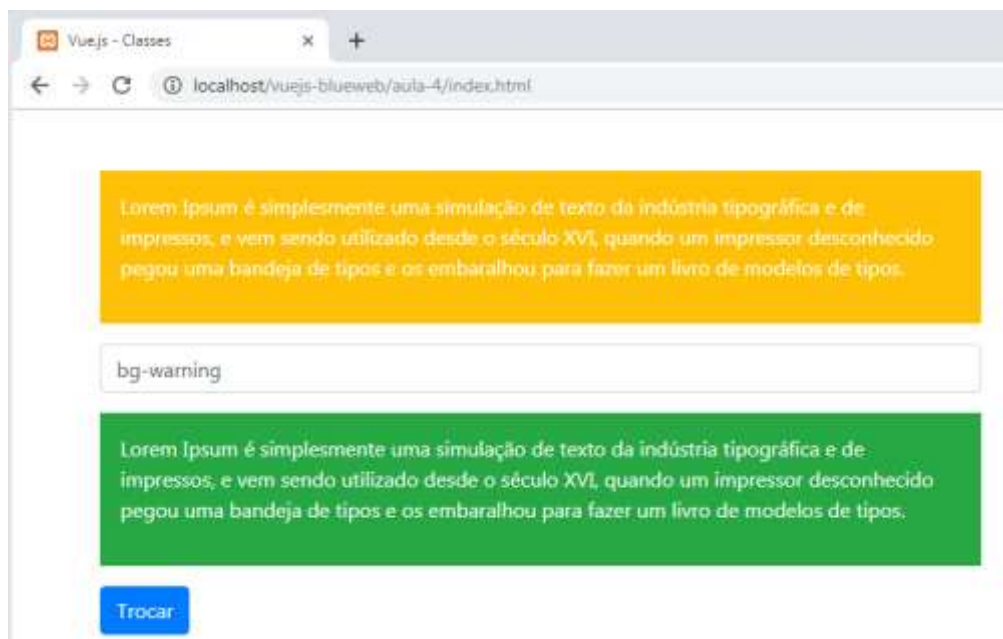 Vue.js - Classes
localhost/vuejs-blueweb/aula-4/index.html
Lorem Ipsum é simplesmente uma simulação de texto da indústria tipográfica e de
impressos, e vem sendo utilizado desde o século XVI, quando um impressor desconhecido
pegou uma bandeja de tipos e os embaralhou para fazer um livro de modelos de tipos.
bg-warning
Lorem Ipsum é simplesmente uma simulação de texto da indústria tipográfica e de
impressos, e vem sendo utilizado desde o século XVI, quando um impressor desconhecido
pegou uma bandeja de tipos e os embaralhou para fazer um livro de modelos de tipos.
Trocar